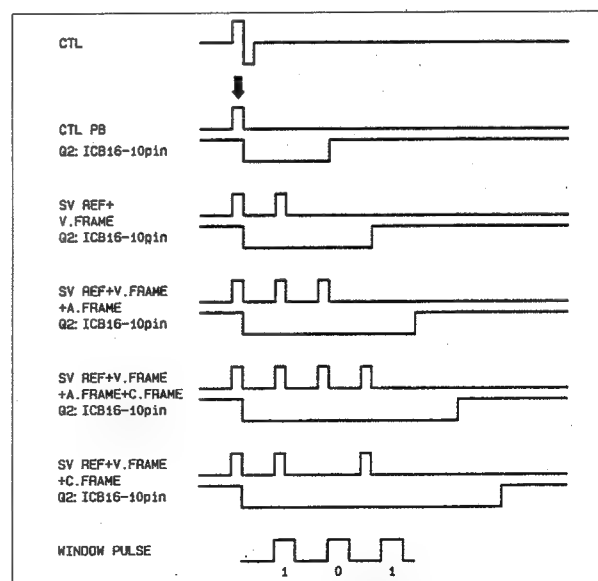 CTL
CTL PB
Q2: ICB16-10pin
SV REF+
V.FRAME
Q2: ICB16-10pin
SV REF+V.FRAME
+A.FRAME
Q2: ICB16-10pin
SV REF+V.FRAME
+A.FRAME+C.FRAME
Q2: ICB16-10pin
SV REF+V.FRAME
+C.FRAME
Q2: ICB16-10pin
WINDOW PULSE
1 0 1